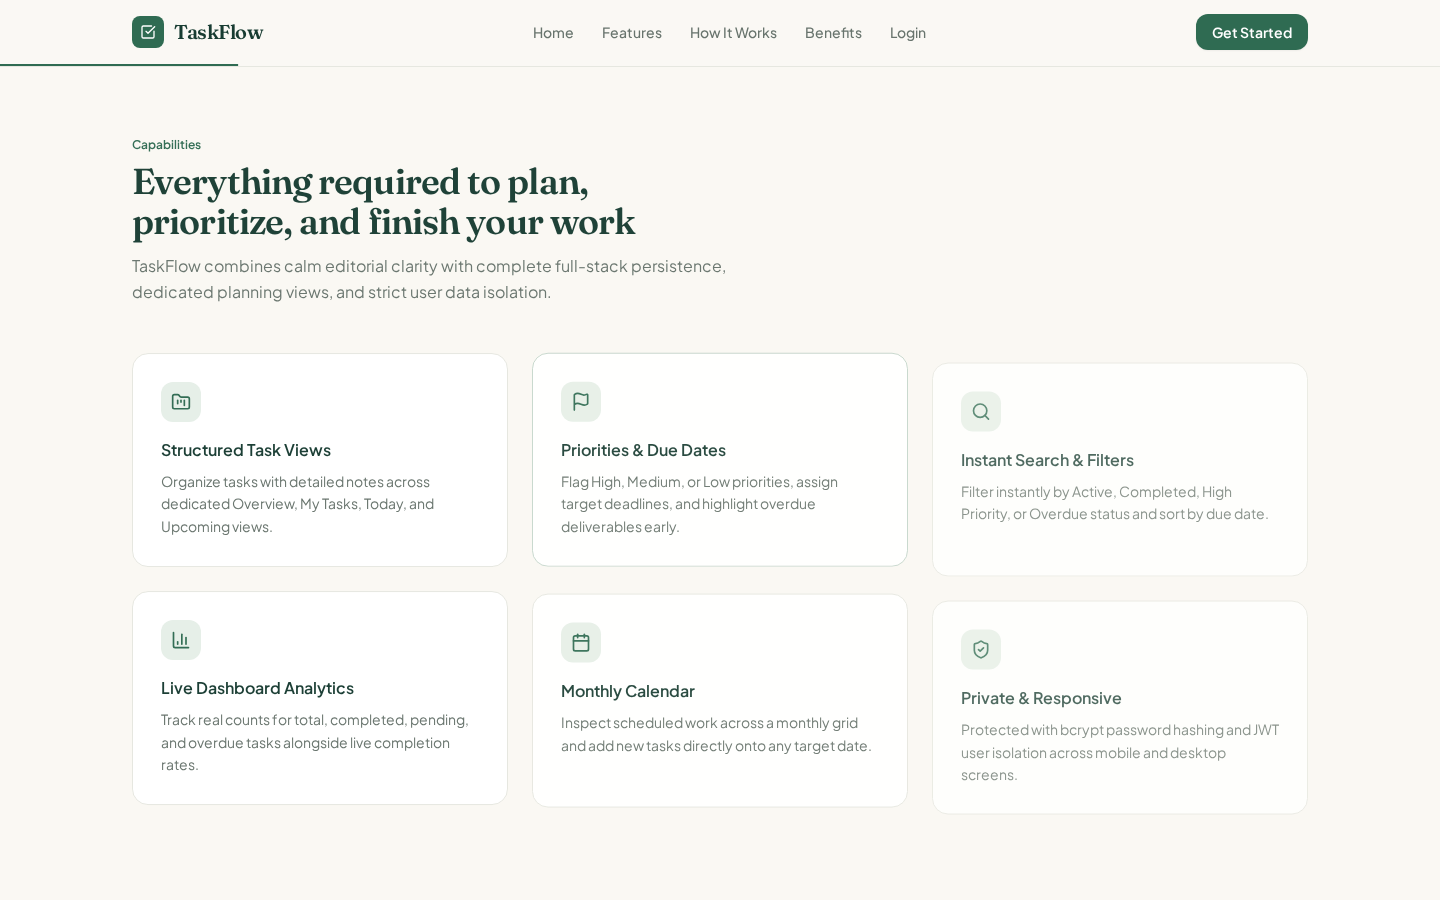 TaskFlow
Home
Features
How It Works
Benefits
Login
Get Started
Capabilities
Everything required to plan,
prioritize, and finish your work
TaskFlow combines calm editorial clarity with complete full-stack persistence,
dedicated planning views, and strict user data isolation.
Structured Task Views
Organize tasks with detailed notes across
dedicated Overview, My Tasks, Today, and
Upcoming views.
Priorities & Due Dates
Flag High, Medium, or Low priorities, assign
target deadlines, and highlight overdue
deliverables early.
Instant Search & Filters
Filter instantly by Active, Completed, High
Priority, or Overdue status and sort by due date.
Live Dashboard Analytics
Track real counts for total, completed, pending,
and overdue tasks alongside live completion
rates.
Monthly Calendar
Inspect scheduled work across a monthly grid
and add new tasks directly onto any target date.
Private & Responsive
Protected with bcrypt password hashing and JWT
user isolation across mobile and desktop
screens.